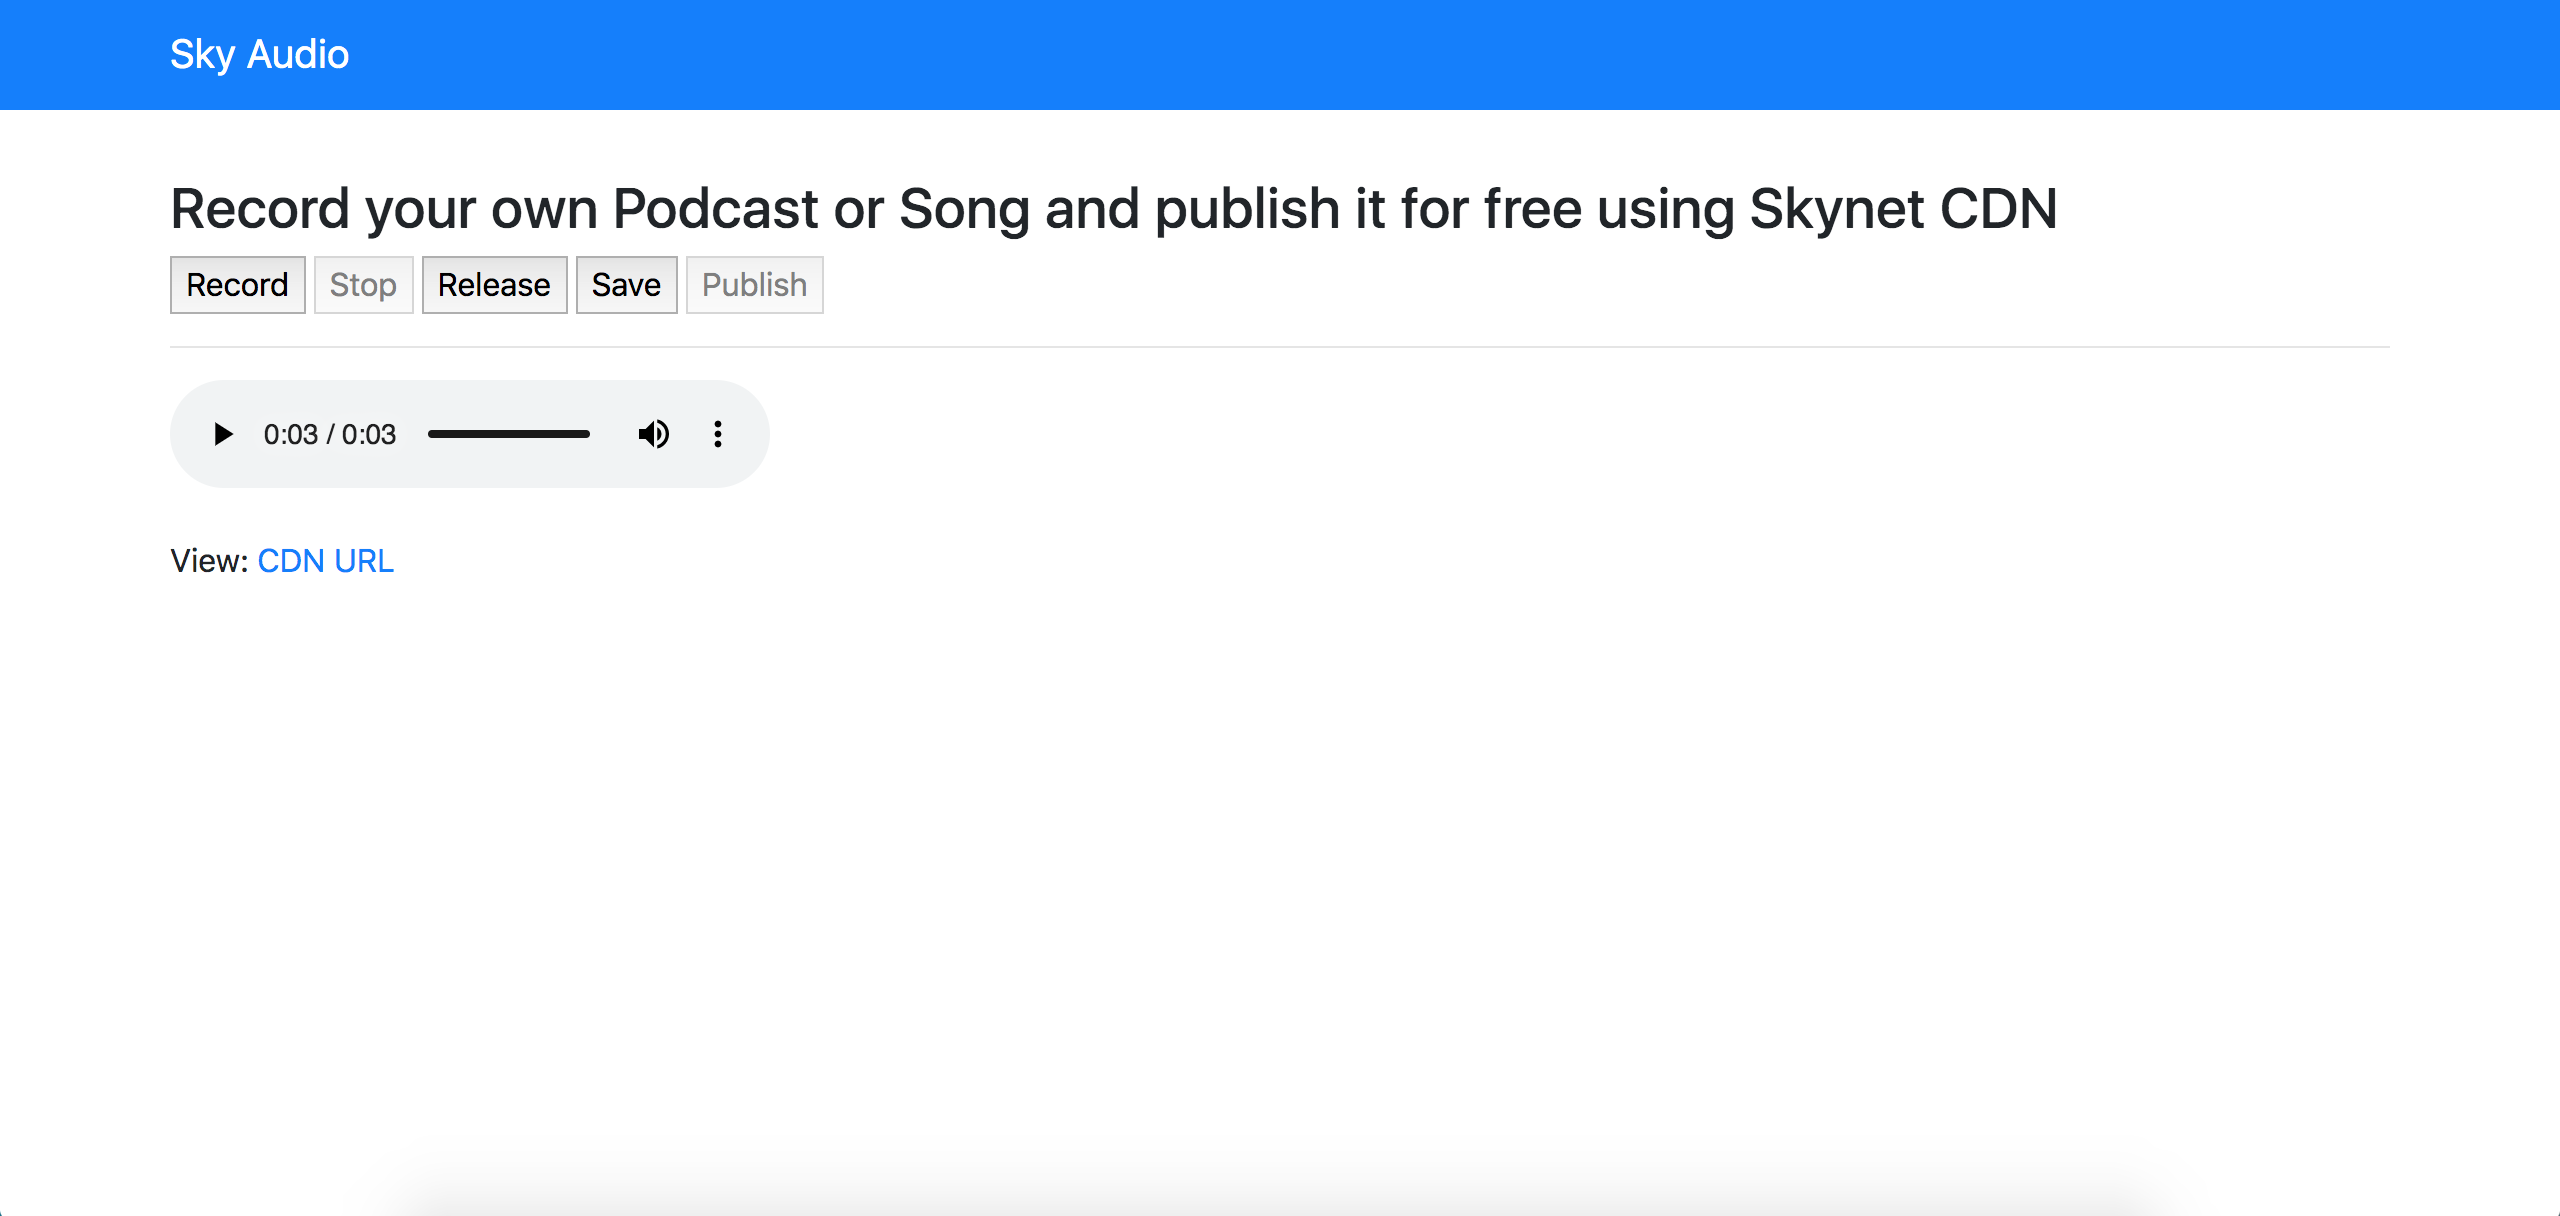 Sky Audio
Record your own Podcast or Song and publish it for free using Skynet CDN
Record Stop Release Save Publish
0:03 / 0:03
View: CDN URL